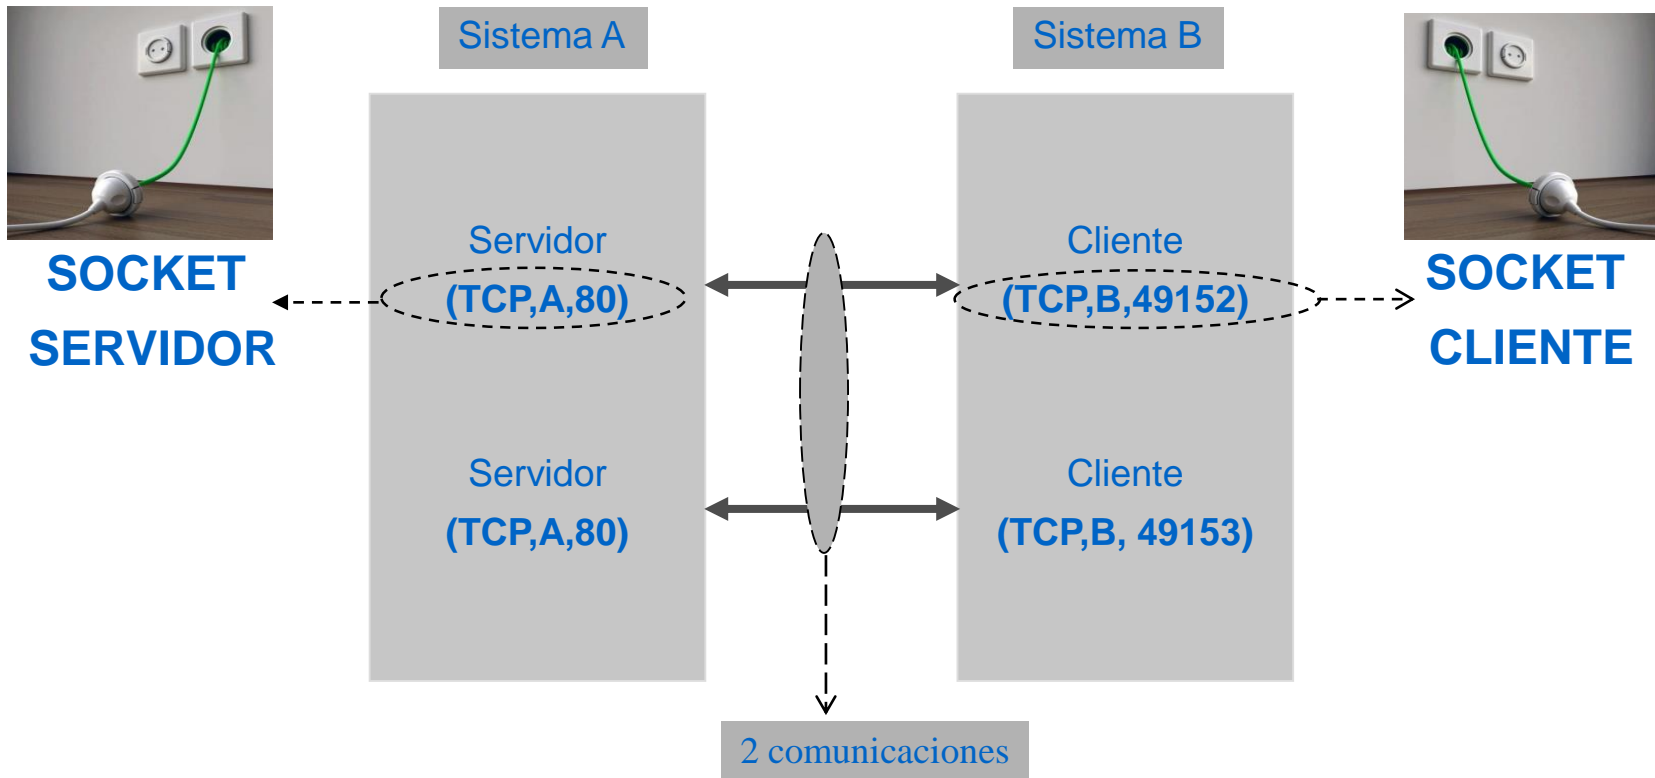 Sistema A
Sistema B
Servidor
(TCP,A,80)
Cliente
(TCP,B,49152)
SOCKET
SERVIDOR
SOCKET
CLIENTE
Servidor
(TCP,A,80)
Cliente
(TCP,B, 49153)
2 comunicaciones